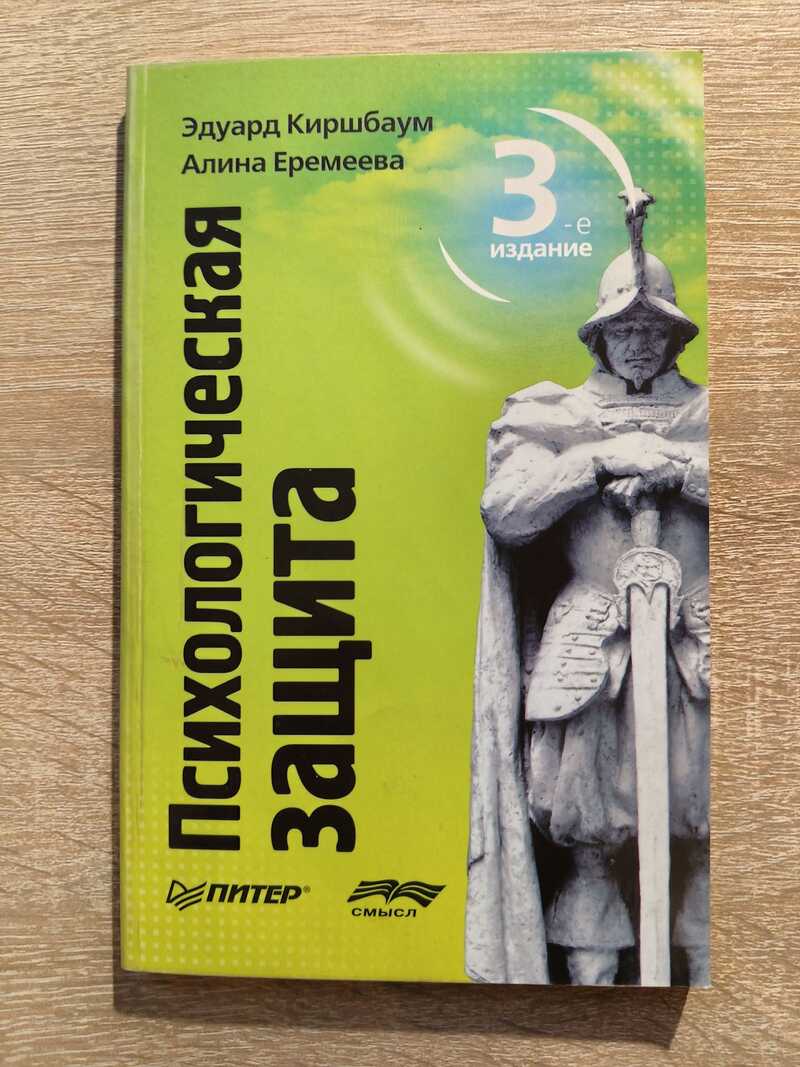 Эдуард Киршбаум
Алина Еремеева
3-е
издание
Психологическая
защита
ПИТЕР®
СМЫСЛ